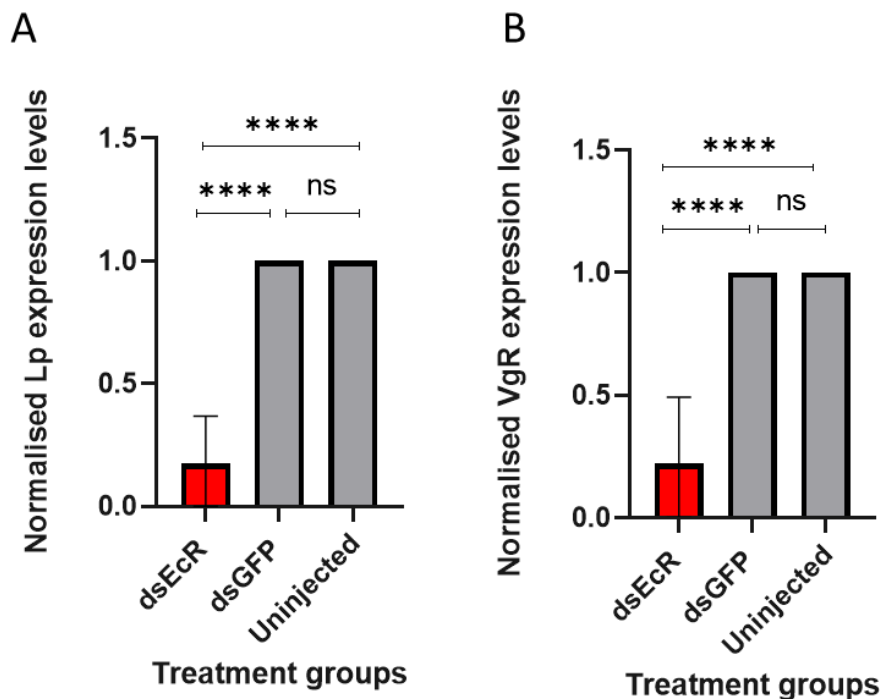 A
Normalised Lp expression levels
1.5
1.0
0.5
0.0
****
****
ns
dsEcR
dsGFP
Uninjected
Treatment groups
B
Normalised VgR expression levels
1.5
1.0
0.5
0.0
****
****
ns
dsEcR
dsGFP
Uninjected
Treatment groups